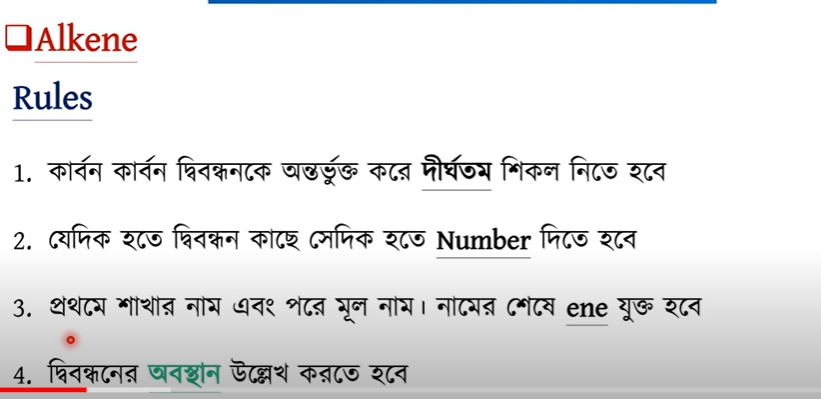 Alkene
Rules
1. কার্বন কার্বন দ্বিবন্ধনকে অন্তর্ভুক্ত করে দীর্ঘতম শিকল নিতে হবে
2. যেদিক হতে দ্বিবন্ধন কাছে সেদিক হতে Number দিতে হবে
3. প্রথমে শাখার নাম এবং পরে মূল নাম। নামের শেষে ene যুক্ত হবে
4. দ্বিবন্ধনের অবস্থান উল্লেখ করতে হবে